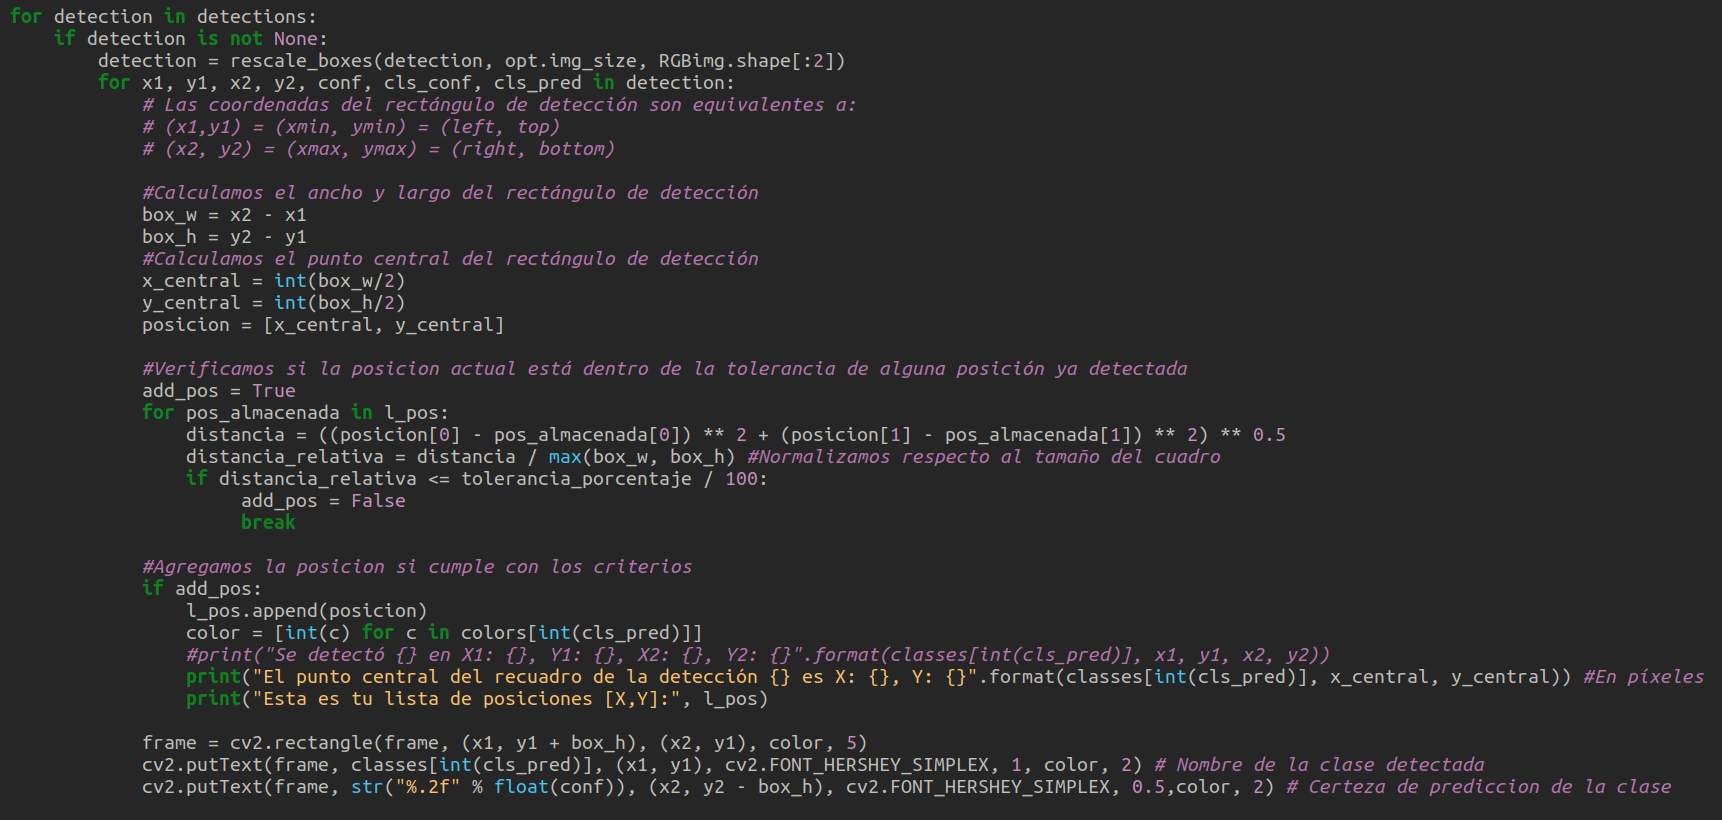 for detection in detections:
    if detection is not None:
        detection = rescale_boxes(detection, opt.img_size, RGBimg.shape[:2])
        for x1, y1, x2, y2, conf, cls_conf, cls_pred in detection:
            # Las coordenadas del rectángulo de detección son equivalentes a:
            # (x1,y1) = (xmin, ymin) = (left, top)
            # (x2, y2) = (xmax, ymax) = (right, bottom)

            #Calculamos el ancho y largo del rectángulo de detección
            box_w = x2 - x1
            box_h = y2 - y1
            #Calculamos el punto central del rectángulo de detección
            x_central = int(box_w/2)
            y_central = int(box_h/2)
            posicion = [x_central, y_central]

            #Verificamos si la posicion actual está dentro de la tolerancia de alguna posición ya detectada
            add_pos = True
            for pos_almacenada in l_pos:
                distancia = ((posicion[0] - pos_almacenada[0]) ** 2 + (posicion[1] - pos_almacenada[1]) ** 2) ** 0.5
                distancia_relativa = distancia / max(box_w, box_h) #Normalizamos respecto al tamaño del cuadro
                if distancia_relativa <= tolerancia_porcentaje / 100:
                     add_pos = False
                     break

            #Agregamos la posicion si cumple con los criterios
            if add_pos:
                l_pos.append(posicion)
                color = [int(c) for c in colors[int(cls_pred)]]
                #print("Se detectó {} en X1: {}, Y1: {}, X2: {}, Y2: {}".format(classes[int(cls_pred)], x1, y1, x2, y2))
                print("El punto central del recuadro de la detección {} es X: {}, Y: {}".format(classes[int(cls_pred)], x_central, y_central)) #En píxeles
                print("Esta es tu lista de posiciones [X,Y]:", l_pos)

            frame = cv2.rectangle(frame, (x1, y1 + box_h), (x2, y1), color, 5)
            cv2.putText(frame, classes[int(cls_pred)], (x1, y1), cv2.FONT_HERSHEY_SIMPLEX, 1, color, 2) # Nombre de la clase detectada
            cv2.putText(frame, str("%.2f" % float(conf)), (x2, y2 - box_h), cv2.FONT_HERSHEY_SIMPLEX, 0.5,color, 2) # Certeza de prediccion de la clase